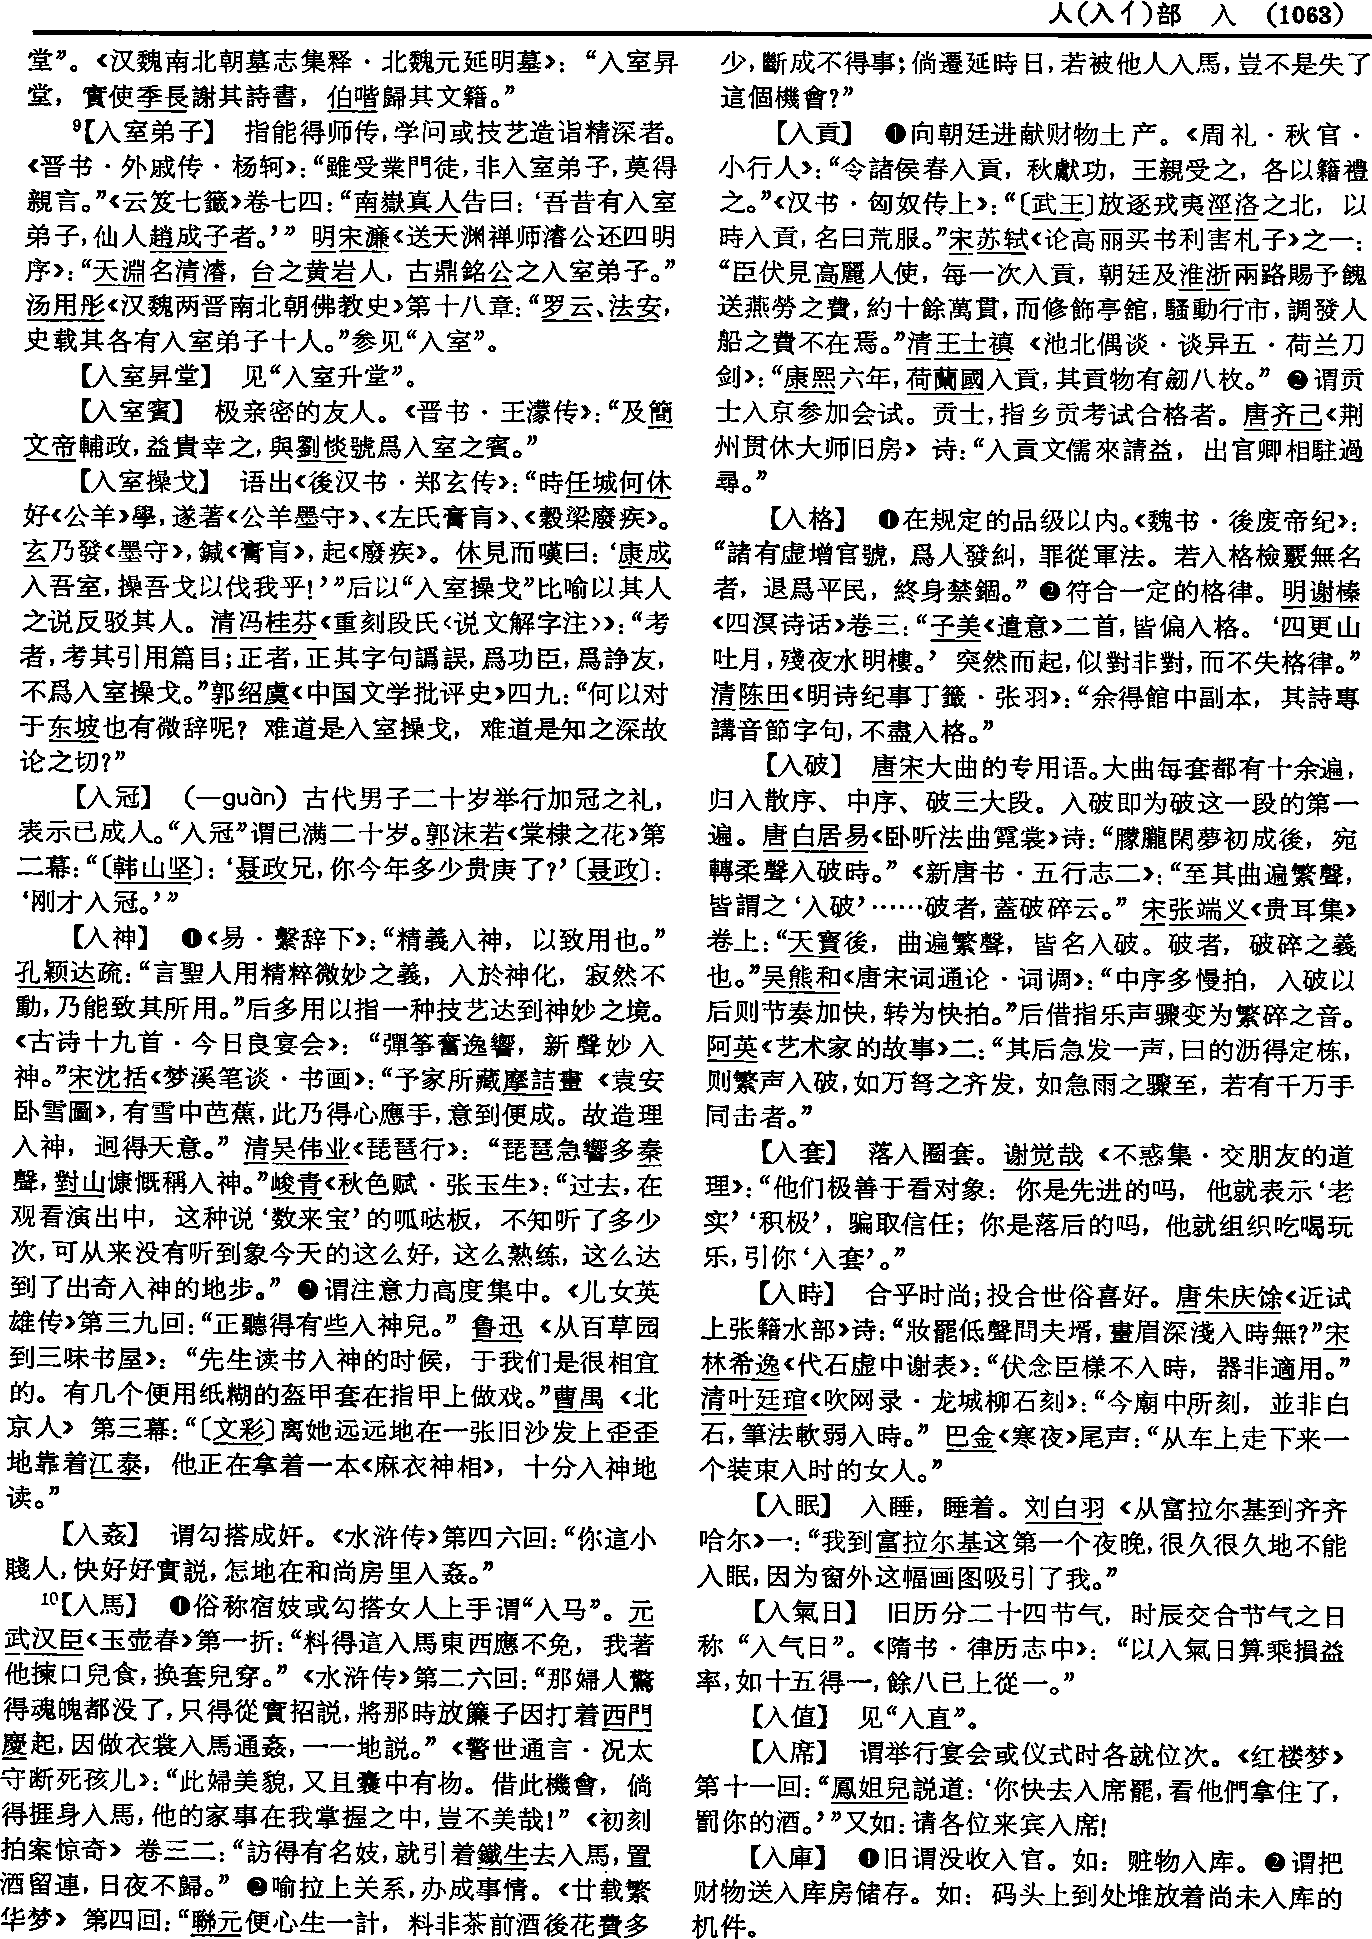 人(入亻)部　入　(1063)
堂”。《汉魏南北朝墓志集释·北魏元延明墓》：“入室昇
堂，實使季長謝其詩書，伯喈歸其文籍。”
⁹【入室弟子】　指能得师传，学问或技艺造诣精深者。
《晋书·外戚传·杨轲》：“雖受業門徒，非入室弟子，莫得
親言。”《云笈七籤》卷七四：“南嶽真人告曰：‘吾昔有入室
弟子，仙人趙成子者。’”明宋濂《送天渊禅师濬公还四明
序》：“天淵名清濬，台之黄岩人，古鼎銘公之入室弟子。”
汤用彤《汉魏两晋南北朝佛教史》第十八章：“罗云、法安，
史载其各有入室弟子十人。”参见“入室”。
【入室昇堂】　见“入室升堂”。
【入室賓】　极亲密的友人。《晋书·王濛传》：“及簡
文帝輔政，益貴幸之，與劉惔號爲入室之賓。”
【入室操戈】　语出《後汉书·郑玄传》：“時任城何休
好《公羊》學，遂著《公羊墨守》、《左氏膏肓》、《穀梁廢疾》。
玄乃發《墨守》，鍼《膏肓》，起《廢疾》。休見而嘆曰：‘康成
入吾室，操吾戈以伐我乎！’”后以“入室操戈”比喻以其人
之说反驳其人。清冯桂芬《重刻段氏〈说文解字注〉》：“考
者，考其引用篇目；正者，正其字句譌誤，爲功臣，爲諍友，
不爲入室操戈。”郭绍虞《中国文学批评史》四九：“何以对
于东坡也有微辞呢？难道是入室操戈，难道是知之深故
论之切？”
【入冠】　（—guàn）古代男子二十岁举行加冠之礼，
表示已成人。“入冠”谓已满二十岁。郭沫若《棠棣之花》第
二幕：“〔韩山坚〕：‘聂政兄，你今年多少贵庚了？’〔聂政〕：
‘刚才入冠。’”
【入神】　❶《易·繫辞下》：“精義入神，以致用也。”
孔颖达疏：“言聖人用精粹微妙之義，入於神化，寂然不
動，乃能致其所用。”后多用以指一种技艺达到神妙之境。
《古诗十九首·今日良宴会》：“彈筝奮逸響，新聲妙入
神。”宋沈括《梦溪笔谈·书画》：“予家所藏摩詰畫《袁安
卧雪圖》，有雪中芭蕉，此乃得心應手，意到便成。故造理
入神，迥得天意。”清吴伟业《琵琶行》：“琵琶急響多秦
聲，對山慷慨稱入神。”峻青《秋色赋·张玉生》：“过去，在
观看演出中，这种说‘数来宝’的呱哒板，不知听了多少
次，可从来没有听到象今天的这么好，这么熟练，这么达
到了出奇入神的地步。”❷谓注意力高度集中。《儿女英
雄传》第三九回：“正聽得有些入神兒。”鲁迅《从百草园
到三味书屋》：“先生读书入神的时候，于我们是很相宜
的。有几个便用纸糊的盔甲套在指甲上做戏。”曹禺《北
京人》第三幕：“〔文彩〕离她远远地在一张旧沙发上歪歪
地靠着江泰，他正在拿着一本《麻衣神相》，十分入神地
读。”
【入姦】　谓勾搭成奸。《水浒传》第四六回：“你這小
賤人，快好好實説，怎地在和尚房里入姦。”
¹⁰【入馬】　❶俗称宿妓或勾搭女人上手谓“入马”。元
武汉臣《玉壶春》第一折：“料得這入馬東西應不免，我著
他揀口兒食，换套兒穿。”《水浒传》第二六回：“那婦人驚
得魂魄都没了，只得從實招説，將那時放簾子因打着西門
慶起，因做衣裳入馬通姦，一一地説。”《警世通言·况太
守断死孩儿》：“此婦美貌，又且囊中有物。借此機會，倘
得捱身入馬，他的家事在我掌握之中，豈不美哉！”《初刻
拍案惊奇》卷三二：“訪得有名妓，就引着鐵生去入馬，置
酒留連，日夜不歸。”❷喻拉上关系，办成事情。《廿载繁
华梦》第四回：“聯元便心生一計，料非茶前酒後花費多
少，斷成不得事；倘遷延時日，若被他人入馬，豈不是失了
這個機會？”
【入貢】　❶向朝廷进献财物土产。《周礼·秋官·
小行人》：“令諸侯春入貢，秋獻功，王親受之，各以籍禮
之。”《汉书·匈奴传上》：“〔武王〕放逐戎夷涇洛之北，以
時入貢，名曰荒服。”宋苏轼《论高丽买书利害札子》之一：
“臣伏見高麗人使，每一次入貢，朝廷及淮浙兩路賜予餽
送燕勞之費，約十餘萬貫，而修飾亭舘，騷動行市，調發人
船之費不在焉。”清王士禛《池北偶谈·谈异五·荷兰刀
剑》：“康熙六年，荷蘭國入貢，其貢物有劒八枚。”❷谓贡
士入京参加会试。贡士，指乡贡考试合格者。唐齐己《荆
州贯休大师旧房》诗：“入貢文儒來請益，出官卿相駐過
尋。”
【入格】　❶在规定的品级以内。《魏书·後废帝纪》：
“諸有虚增官號，爲人發糾，罪從軍法。若入格檢覈無名
者，退爲平民，終身禁錮。”❷符合一定的格律。明谢榛
《四溟诗话》卷三：“子美《遣意》二首，皆偏入格。‘四更山
吐月，殘夜水明樓。’突然而起，似對非對，而不失格律。”
清陈田《明诗纪事丁籤·张羽》：“余得館中副本，其詩專
講音節字句，不盡入格。”
【入破】　唐宋大曲的专用语。大曲每套都有十余遍，
归入散序、中序、破三大段。入破即为破这一段的第一
遍。唐白居易《卧听法曲霓裳》诗：“朦朧閑夢初成後，宛
轉柔聲入破時。”《新唐书·五行志二》：“至其曲遍繁聲，
皆謂之‘入破’……破者，蓋破碎云。”宋张端义《贵耳集》
卷上：“天寶後，曲遍繁聲，皆名入破。破者，破碎之義
也。”吴熊和《唐宋词通论·词调》：“中序多慢拍，入破以
后则节奏加快，转为快拍。”后借指乐声骤变为繁碎之音。
阿英《艺术家的故事》二：“其后急发一声，曰的沥得定栋，
则繁声入破，如万弩之齐发，如急雨之骤至，若有千万手
同击者。”
【入套】　落入圈套。谢觉哉《不惑集·交朋友的道
理》：“他们极善于看对象：你是先进的吗，他就表示‘老
实’‘积极’，骗取信任；你是落后的吗，他就组织吃喝玩
乐，引你‘入套’。”
【入時】　合乎时尚；投合世俗喜好。唐朱庆馀《近试
上张籍水部》诗：“妝罷低聲問夫壻，畫眉深淺入時無？”宋
林希逸《代石虚中谢表》：“伏念臣樣不入時，器非適用。”
清叶廷琯《吹网录·龙城柳石刻》：“今廟中所刻，並非白
石，筆法軟弱入時。”巴金《寒夜》尾声：“从车上走下来一
个装束入时的女人。”
【入眠】　入睡，睡着。刘白羽《从富拉尔基到齐齐
哈尔》一：“我到富拉尔基这第一个夜晚，很久很久地不能
入眠，因为窗外这幅画图吸引了我。”
【入氣日】　旧历分二十四节气，时辰交合节气之日
称“入气日”。《隋书·律历志中》：“以入氣日算乘損益
率，如十五得一，餘八已上從一。”
【入值】　见“入直”。
【入席】　谓举行宴会或仪式时各就位次。《红楼梦》
第十一回：“鳳姐兒説道：‘你快去入席罷，看他們拿住了，
罰你的酒。’”又如：请各位来宾入席！
【入庫】　❶旧谓没收入官。如：赃物入库。❷谓把
财物送入库房储存。如：码头上到处堆放着尚未入库的
机件。